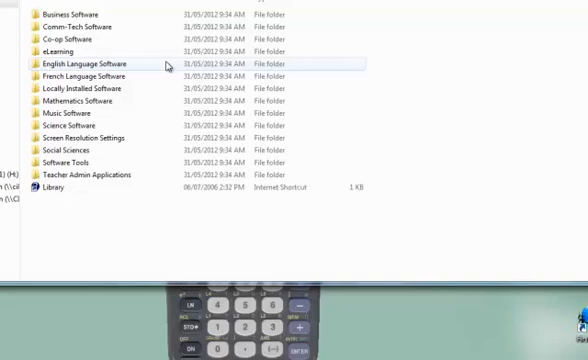 Business Software 31/05/2012 9:34 AM File folder
Comm-Tech Software 31/05/2012 9:34 AM File folder
Co-op Software 31/05/2012 9:34 AM File folder
eLearning 31/05/2012 9:34 AM File folder
English Language Software 31/05/2012 9:34 AM File folder
French Language Software 31/05/2012 9:34 AM File folder
Locally Installed Software 31/05/2012 9:34 AM File folder
Mathematics Software 31/05/2012 9:34 AM File folder
Music Software 31/05/2012 9:34 AM File folder
Science Software 31/05/2012 9:34 AM File folder
Screen Resolution Settings 31/05/2012 9:34 AM File folder
Social Sciences 31/05/2012 9:34 AM File folder
Software Tools 31/05/2012 9:34 AM File folder
1) (H:) Teacher Admin Applications 31/05/2012 9:34 AM File folder
Library 06/07/2006 2:32 PM Internet Shortcut 1 KB
LN 4 5 6 −
STO▸ 1 2 3 +
ON 0 . (−) ENTER